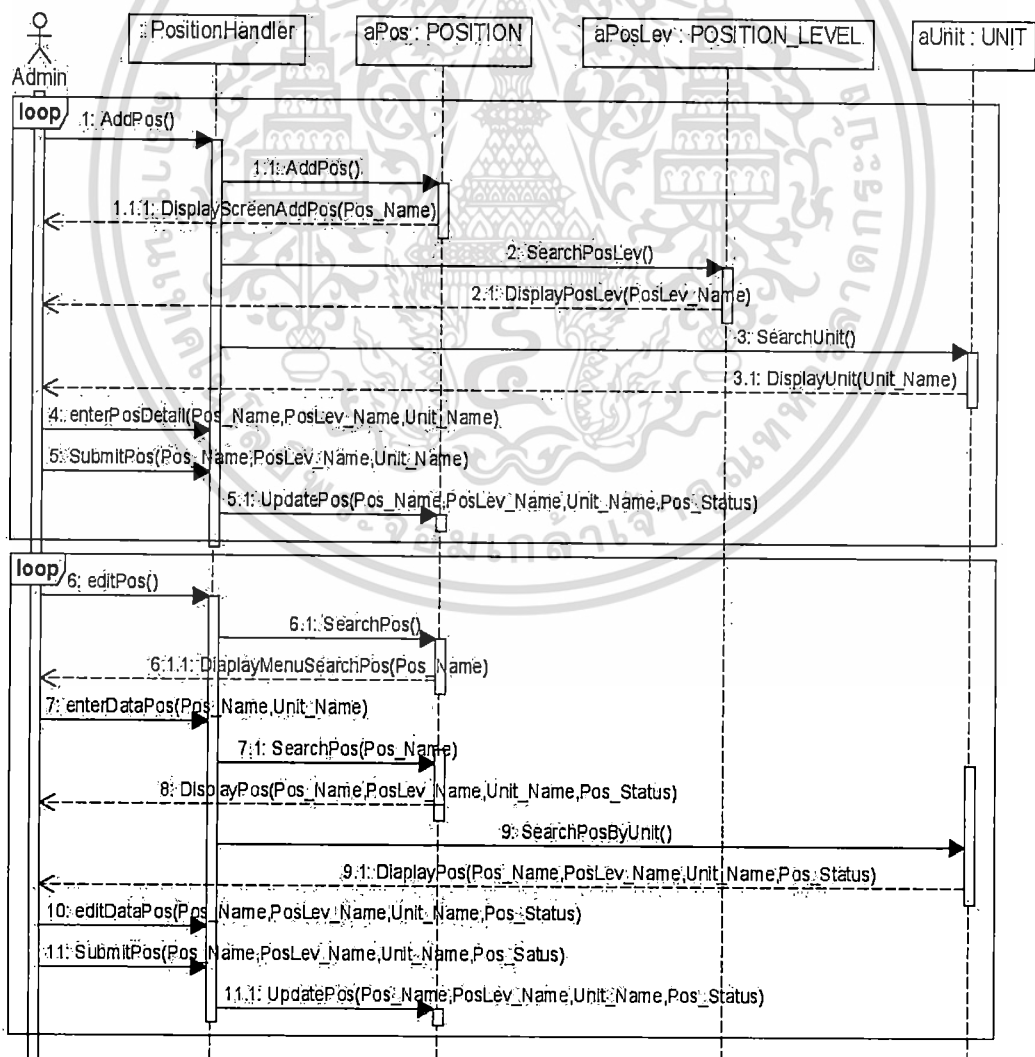 : PositionHandler
aPos : POSITION
aPosLev : POSITION_LEVEL
aUnit : UNIT
Admin
loop
1: AddPos()
1.1: AddPos()
1.1.1: DisplayScreenAddPos(Pos_Name)
2: SearchPosLev()
2.1: DisplayPosLev(PosLev_Name)
3: SearchUnit()
3.1: DisplayUnit(Unit_Name)
4: enterPosDetail(Pos_Name,PosLev_Name,Unit_Name)
5: SubmitPos(Pos_Name,PosLev_Name,Unit_Name)
5.1: UpdatePos(Pos_Name,PosLev_Name,Unit_Name,Pos_Status)
loop
6: editPos()
6.1: SearchPos()
6.1.1: DiaplayMenuSearchPos(Pos_Name)
7: enterDataPos(Pos_Name,Unit_Name)
7.1: SearchPos(Pos_Name)
8: DisplayPos(Pos_Name,PosLev_Name,Unit_Name,Pos_Status)
9: SearchPosByUnit()
9.1: DiaplayPos(Pos_Name,PosLev_Name,Unit_Name,Pos_Status)
10: editDataPos(Pos_Name,PosLev_Name,Unit_Name,Pos_Status)
11: SubmitPos(Pos_Name,PosLev_Name,Unit_Name,Pos_Satus)
11.1: UpdatePos(Pos_Name,PosLev_Name,Unit_Name,Pos_Status)